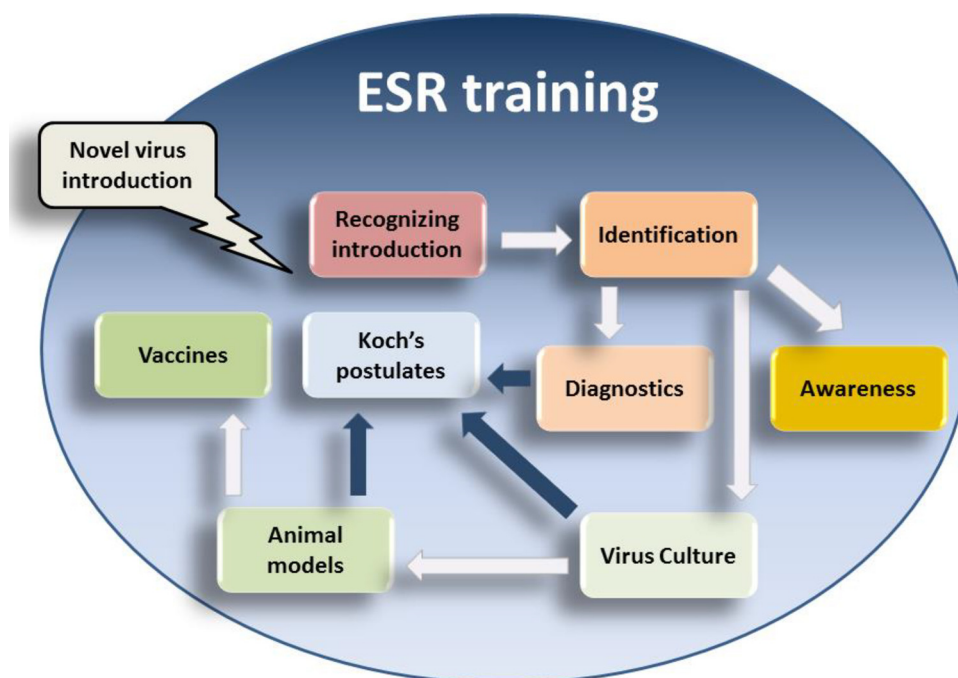 ESR training
Novel virus
introduction
Recognizing
introduction
Identification
Vaccines
Koch's
postulates
Diagnostics
Awareness
Animal
models
Virus Culture